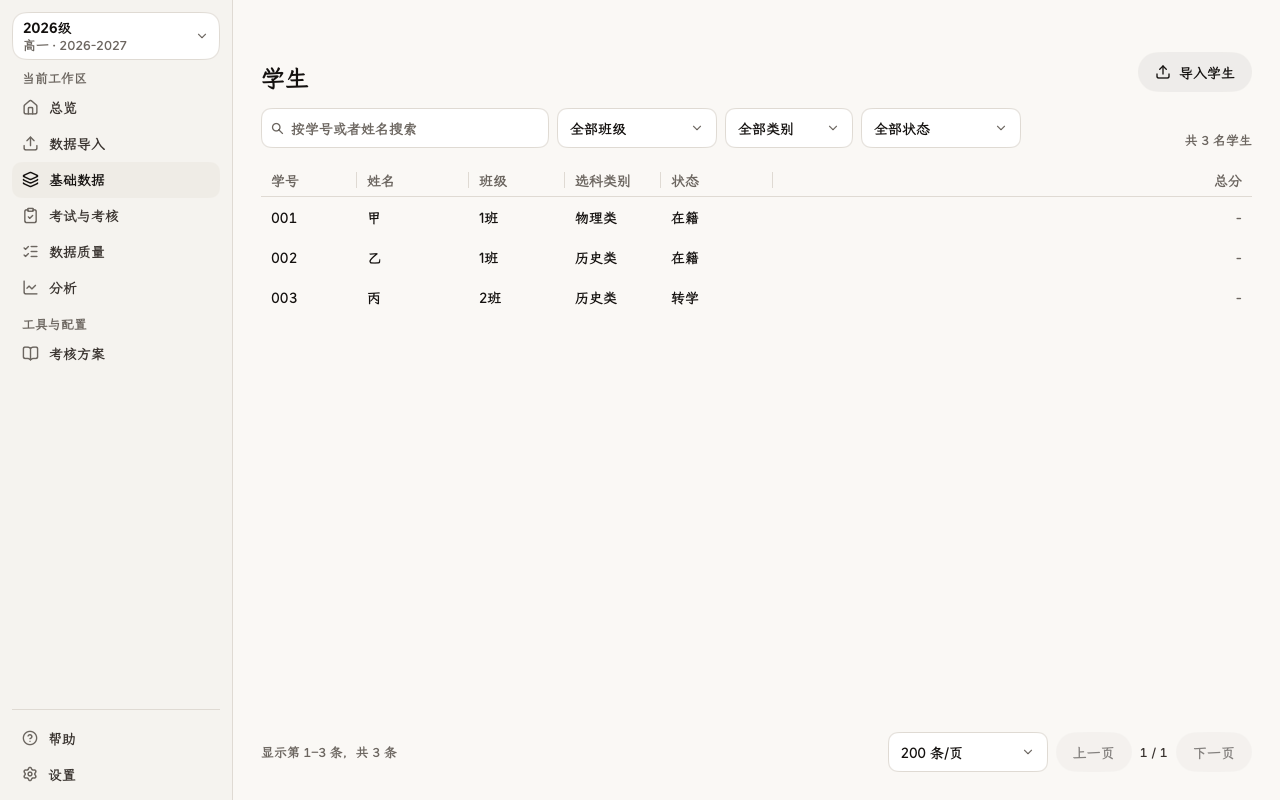 2026级
高一 · 2026-2027
当前工作区
总览
数据导入
基础数据
考试与考核
数据质量
分析
工具与配置
考核方案
帮助
设置
学生
导入学生
按学号或者姓名搜索
全部班级
全部类别
全部状态
共 3 名学生
学号 姓名 班级 选科类别 状态 总分
001 甲 1班 物理类 在籍 -
002 乙 1班 历史类 在籍 -
003 丙 2班 历史类 转学 -
显示第 1–3 条，共 3 条
200 条/页
上一页
1 / 1
下一页